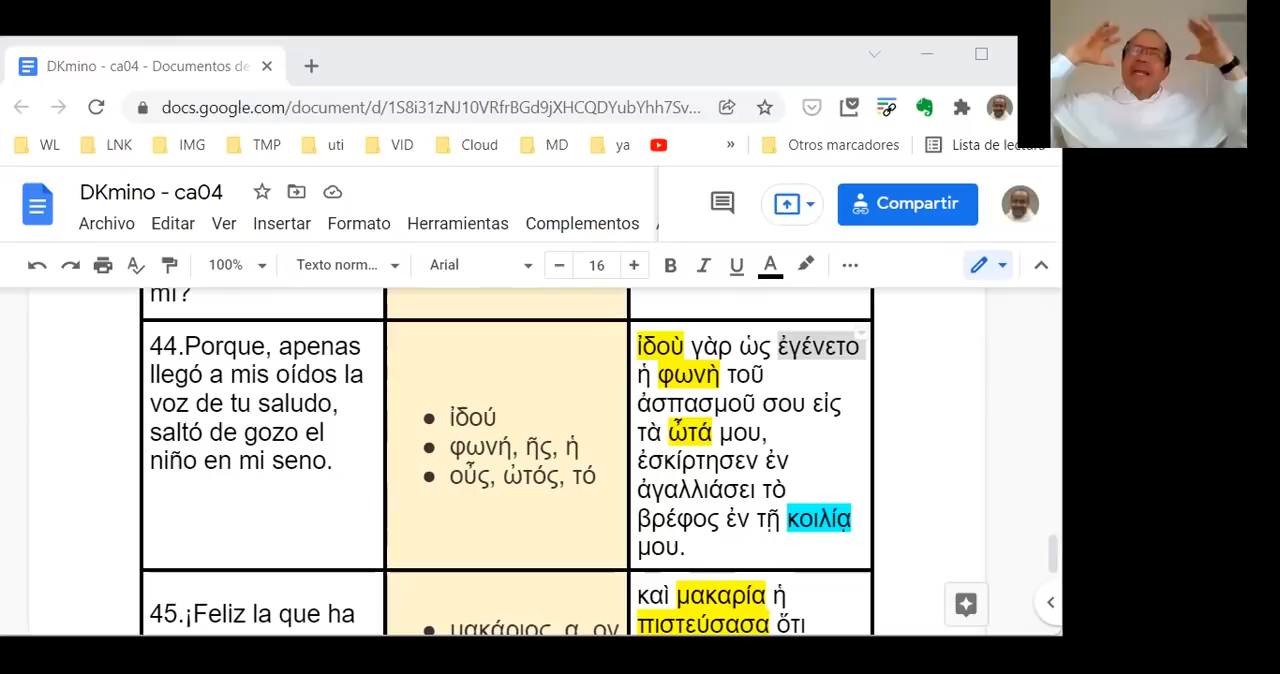 DKmino - ca04 - Documentos de
docs.google.com/document/d/1S8i31zNJ10VRfrBGd9jXHCQDYubYhh7Sv...
WL LNK IMG TMP uti VID Cloud MD ya » Otros marcadores Lista de lectu
DKmino - ca04
Compartir
Archivo Editar Ver Insertar Formato Herramientas Complementos
100% Texto norm... Arial 16 B I U A
mí?
44.Porque, apenas
llegó a mis oídos la
voz de tu saludo,
saltó de gozo el
niño en mi seno.
ἰδού
φωνή, ῆς, ἡ
οὖς, ὠτός, τό
ἰδοὺ γὰρ ὡς ἐγένετο
ἡ φωνὴ τοῦ
ἀσπασμοῦ σου εἰς
τὰ ὦτά μου,
ἐσκίρτησεν ἐν
ἀγαλλιάσει τὸ
βρέφος ἐν τῇ κοιλίᾳ
μου.
45.¡Feliz la que ha
μακάριος, α, ον
καὶ μακαρία ἡ
πιστεύσασα ὅτι